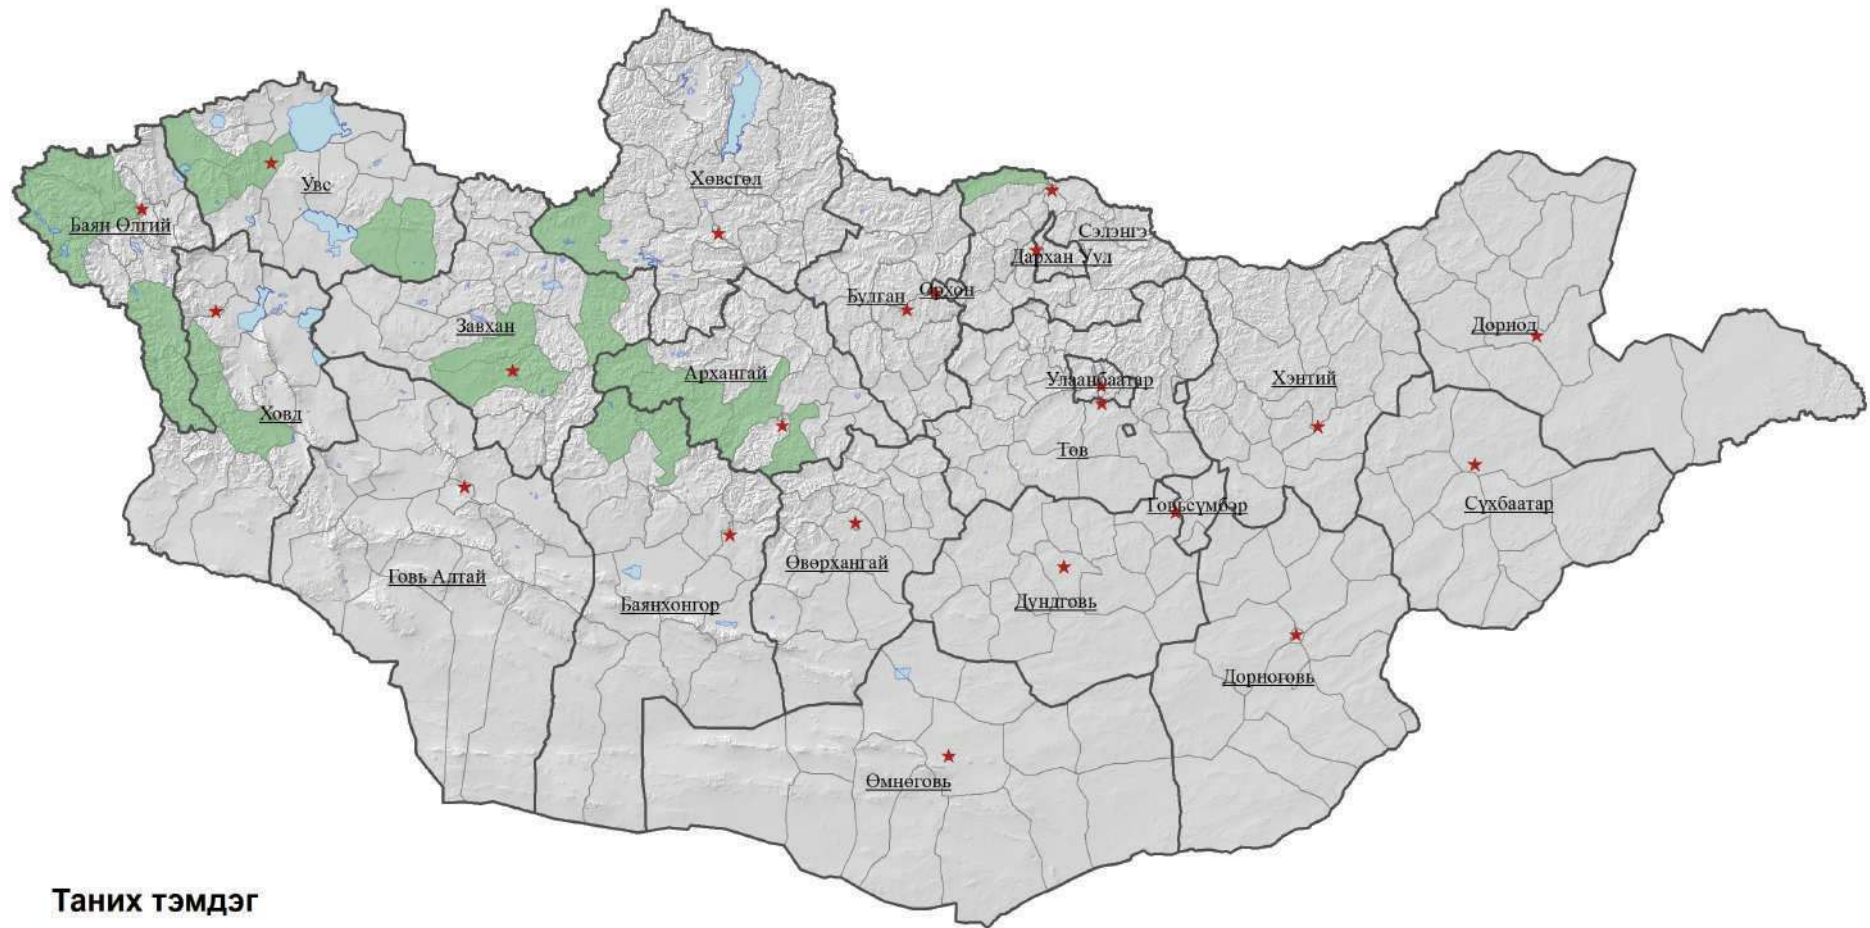 Хөвсгөл
Увс
Баян Өлгий
Сэлэнгэ
Дархан Уул
Орхон
Булган
Завхан
Дорнод
Архангай
Улаанбаатар
Хэнтий
Ховд
Төв
Говьсүмбэр
Сүхбаатар
Өвөрхангай
Говь Алтай
Баянхонгор
Дундговь
Дорноговь
Өмнөговь
Таних тэмдэг